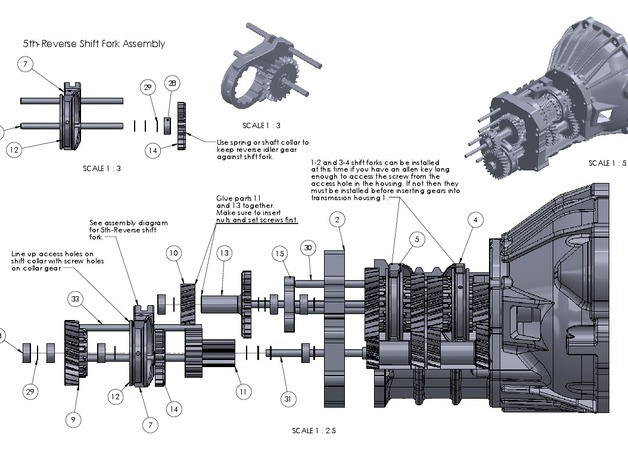 5th-Reverse Shift Fork Assembly
7
29
28
12
14
SCALE 1 : 3
Use spring or shaft collar to
keep reverse idler gear
against shift fork.
SCALE 1 : 3
SCALE 1 : 5
1-2 and 3-4 shift forks can be installed
at this time if you have an allen key long
enough to access the screw from the
access hole in the housing. If not then they
must be installed before inserting gears into
transmission housing 1.
Glue parts 11
and 13 together.
Make sure to insert
nuts and set screws first.
See assembly diagram
for 5th-Reverse shift
fork.
Line up access holes on
shift collar with screw holes
on collar gear.
2
4
5
10
13
15
30
33
29
9
12
7
14
11
31
SCALE 1 : 2.5